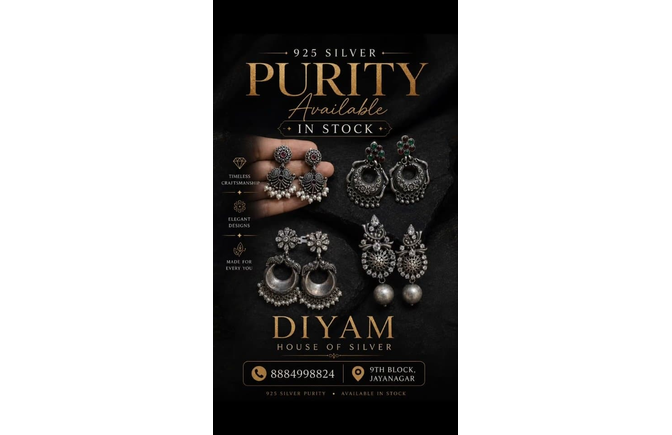 925 SILVER
PURITY
Available
IN STOCK
TIMELESS
CRAFTSMANSHIP
ELEGANT
DESIGNS
MADE FOR
EVERY YOU
DIYAM
HOUSE OF SILVER
8884998824
9TH BLOCK,
JAYANAGAR
925 SILVER PURITY • AVAILABLE IN STOCK